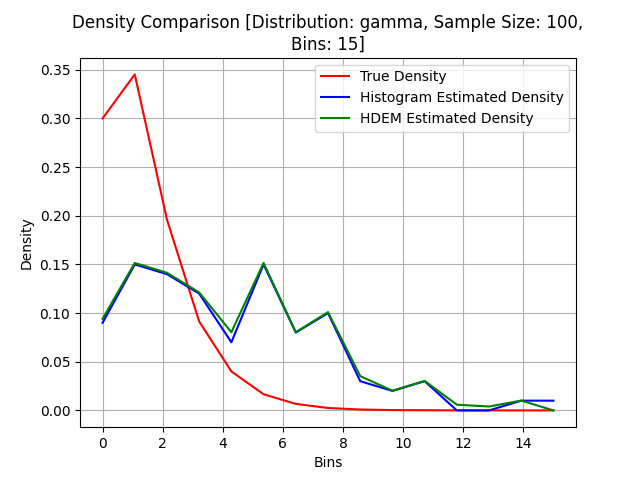 Density Comparison [Distribution: gamma, Sample Size: 100,
Bins: 15]
True Density
Histogram Estimated Density
HDEM Estimated Density
Density
0.35
0.30
0.25
0.20
0.15
0.10
0.05
0.00
0 2 4 6 8 10 12 14
Bins